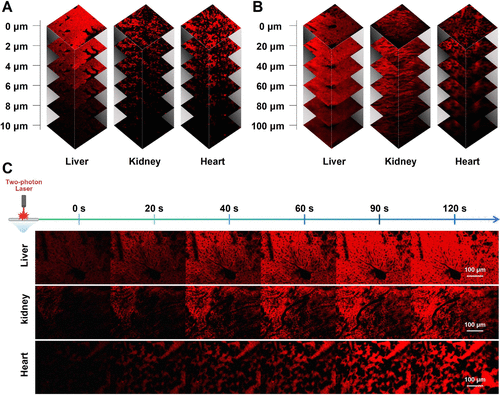 A
0 μm
2 μm
4 μm
6 μm
8 μm
10 μm
Liver Kidney Heart
B
0 μm
20 μm
40 μm
60 μm
80 μm
100 μm
Liver Kidney Heart
C
Two-photon
Laser
0 s 20 s 40 s 60 s 90 s 120 s
Liver
100 μm
kidney
100 μm
Heart
100 μm